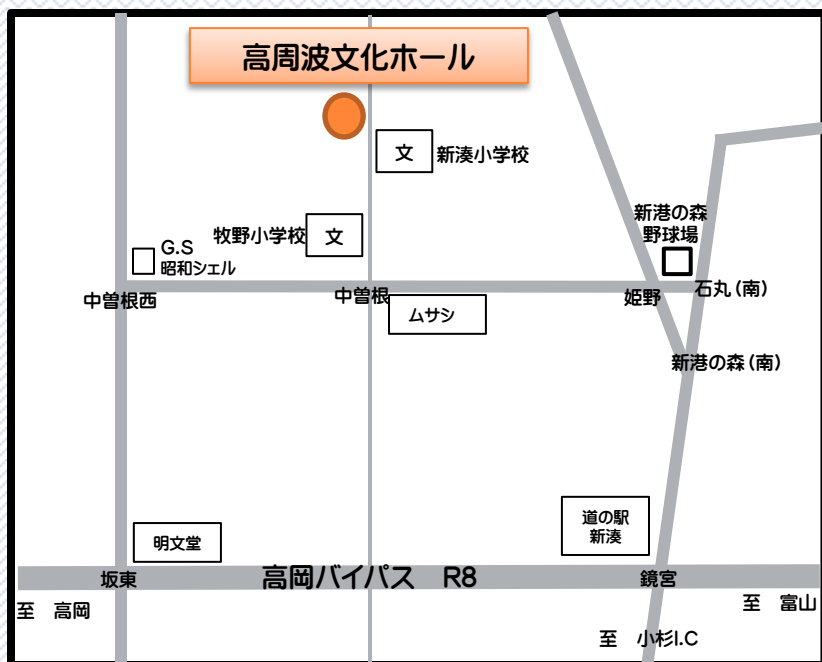 高周波文化ホール
文
新湊小学校
牧野小学校
文
新港の森
野球場
G.S
昭和シェル
中曽根西
中曽根
姫野
石丸(南)
ムサシ
新港の森(南)
道の駅
新湊
明文堂
坂東
高岡バイパス R8
鏡宮
至 高岡
至 富山
至 小杉I.C